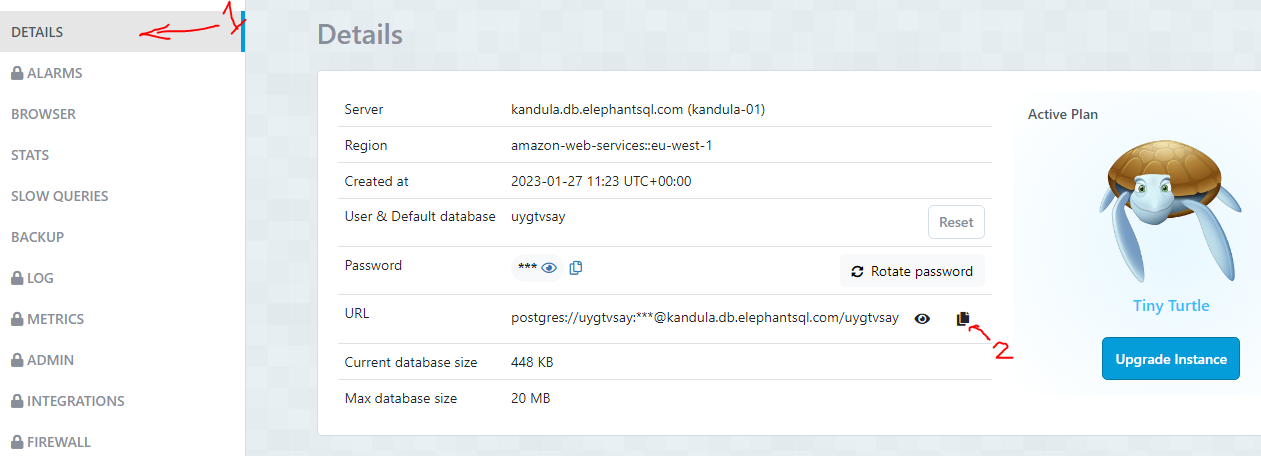 1
DETAILS
ALARMS
BROWSER
STATS
SLOW QUERIES
BACKUP
LOG
METRICS
ADMIN
INTEGRATIONS
FIREWALL
Details
Server kandula.db.elephantsql.com (kandula-01)
Region amazon-web-services::eu-west-1
Created at 2023-01-27 11:23 UTC+00:00
User & Default database uygtvsay Reset
Password *** Rotate password
URL postgres://uygtvsay:***@kandula.db.elephantsql.com/uygtvsay
2
Current database size 448 KB
Max database size 20 MB
Active Plan
Tiny Turtle
Upgrade Instance